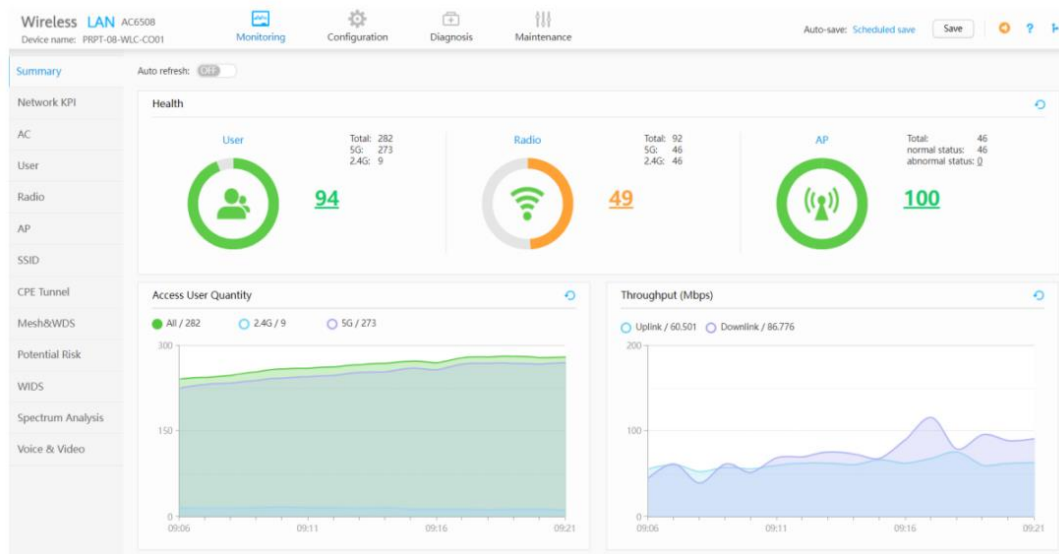 Wireless LAN AC6508
Device name: PRPT-08-WLC-CO01
Monitoring
Configuration
Diagnosis
Maintenance
Auto-save: Scheduled save
Save
?
Summary
Network KPI
AC
User
Radio
AP
SSID
CPE Tunnel
Mesh&WDS
Potential Risk
WIDS
Spectrum Analysis
Voice & Video
Auto refresh: OFF
Health
User
Total: 282
5G: 273
2.4G: 9
94
Radio
Total: 92
5G: 46
2.4G: 46
49
AP
Total: 46
normal status: 46
abnormal status: 0
100
Access User Quantity
All / 282 2.4G / 9 5G / 273
300
150
0
09:06 09:11 09:16 09:21
Throughput (Mbps)
Uplink / 60.501 Downlink / 86.776
200
100
0
09:06 09:11 09:16 09:21